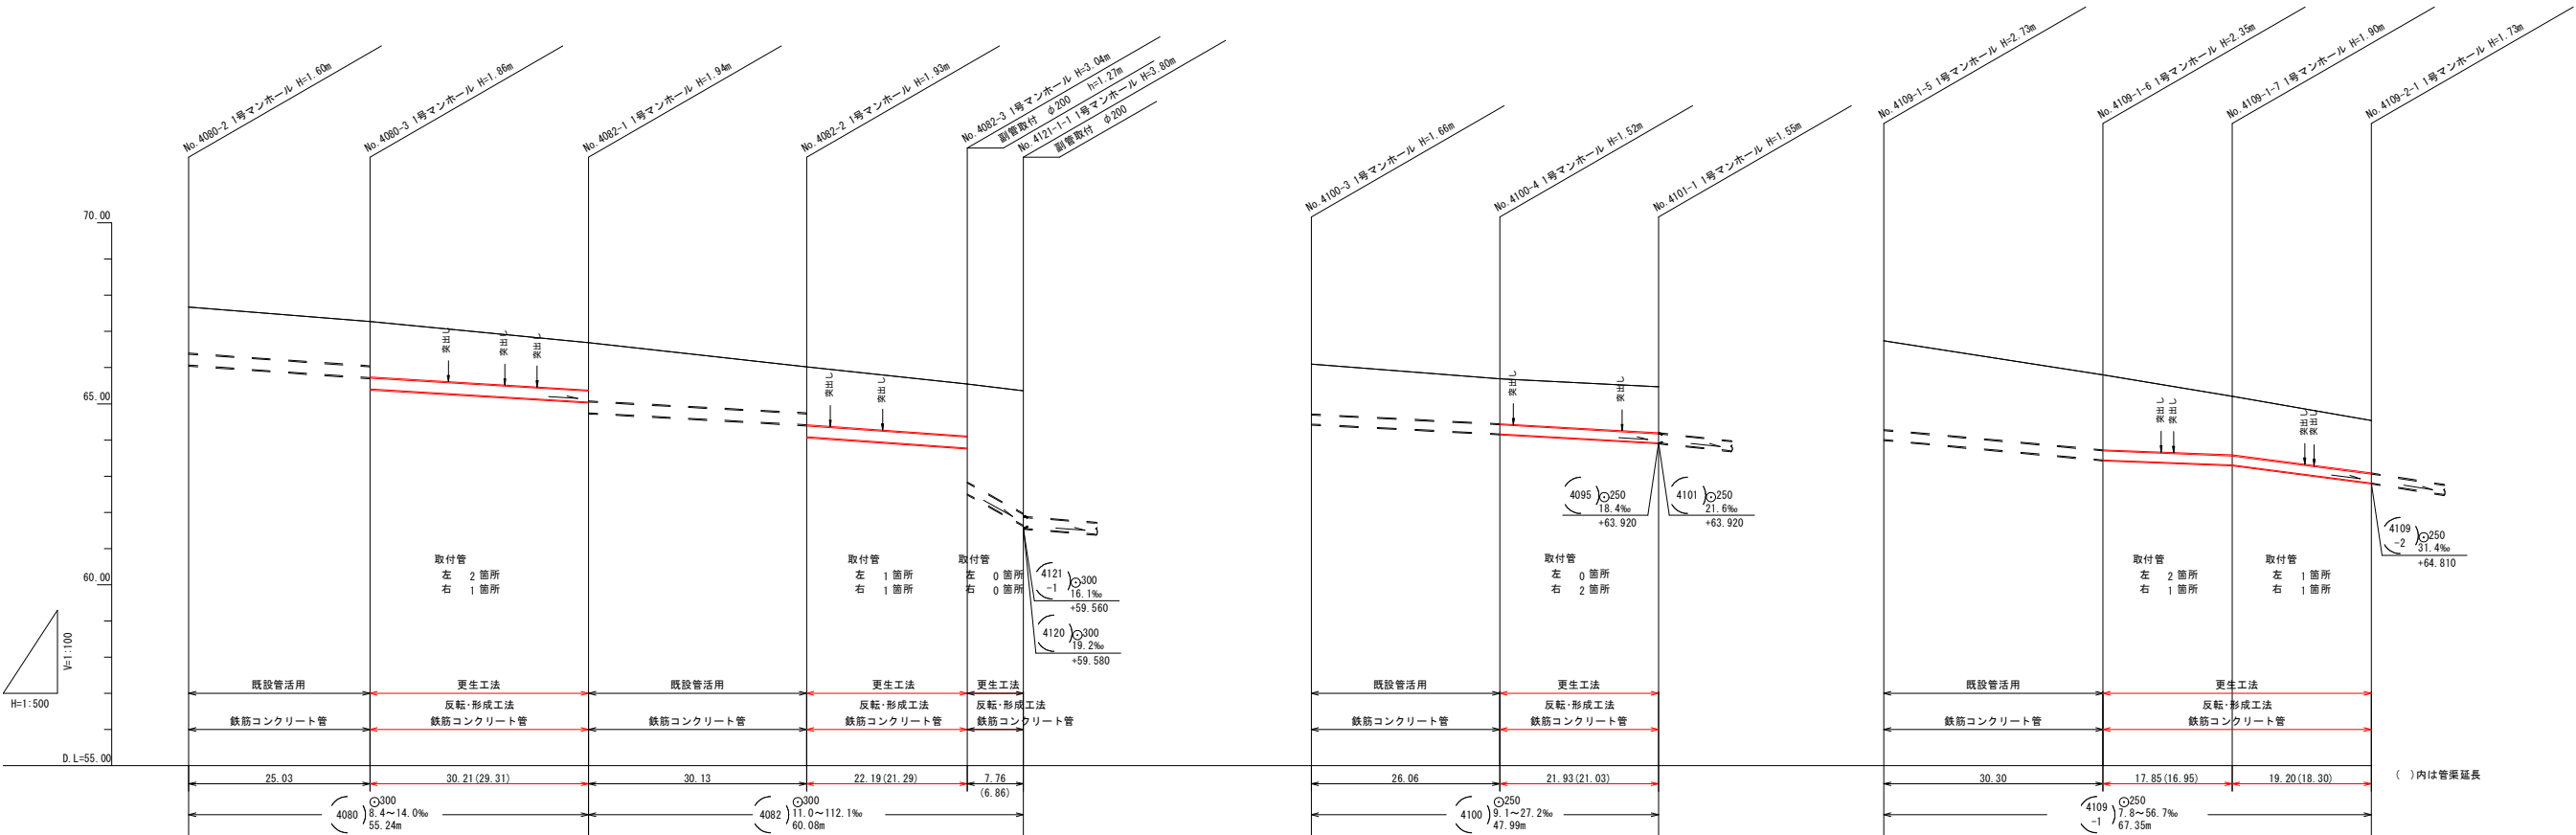 No.4080-2 1号マンホール H=1.60m
No.4080-3 1号マンホール H=1.86m
No.4082-1 1号マンホール H=1.94m
No.4082-2 1号マンホール H=1.93m
No.4082-3 1号マンホール H=3.04m
副管取付 φ200 h=1.27m
No.4121-1-1 1号マンホール H=3.80m
副管取付 φ200
No.4100-3 1号マンホール H=1.66m
No.4100-4 1号マンホール H=1.52m
No.4101-1 1号マンホール H=1.55m
No.4109-1-5 1号マンホール H=2.73m
No.4109-1-6 1号マンホール H=2.35m
No.4109-1-7 1号マンホール H=1.90m
No.4109-2-1 1号マンホール H=1.73m
70.00
65.00
60.00
D.L=55.00
V=1:100
H=1:500
突出し
突出し
突出し
突出し
突出し
突出し
突出し
突出し
突出し
突出し
突出し
取付管
左 2 箇所
右 1 箇所
取付管
左 1 箇所
右 1 箇所
取付管
左 0 箇所
右 0 箇所
4121
-1
300
16.1‰
+59.560
4120
300
19.2‰
+59.580
4095
250
18.4‰
+63.920
4101
250
21.6‰
+63.920
取付管
左 0 箇所
右 2 箇所
取付管
左 2 箇所
右 1 箇所
取付管
左 1 箇所
右 1 箇所
4109
-2
250
31.4‰
+64.810
既設管活用
更生工法
既設管活用
更生工法
更生工法
既設管活用
更生工法
既設管活用
更生工法
反転・形成工法
反転・形成工法
反転・形成工法
反転・形成工法
反転・形成工法
鉄筋コンクリート管
鉄筋コンクリート管
鉄筋コンクリート管
鉄筋コンクリート管
鉄筋コンクリート管
鉄筋コンクリート管
鉄筋コンクリート管
鉄筋コンクリート管
鉄筋コンクリート管
25.03
30.21(29.31)
30.13
22.19(21.29)
7.76
(6.86)
26.06
21.93(21.03)
30.30
17.85(16.95)
19.20(18.30)
( )内は管渠延長
4080
300
8.4～14.0‰
55.24m
4082
300
11.0～112.1‰
60.08m
4100
250
9.1～27.2‰
47.99m
4109
-1
250
7.8～56.7‰
67.35m